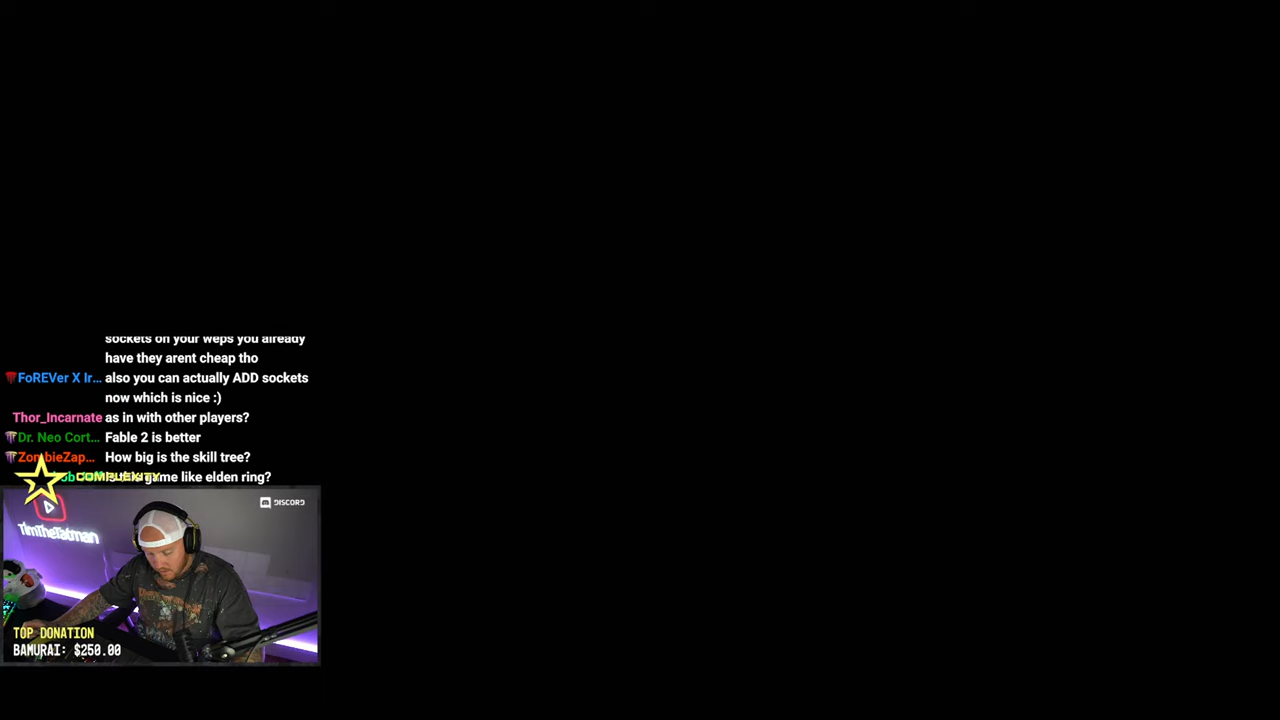 sockets on your weps you already
have they arent cheap tho
FoREVer X Ir... also you can actually ADD sockets
now which is nice :)
Thor_Incarnate as in with other players?
Dr. Neo Cort... Fable 2 is better
ZombieZap... How big is the skill tree?
game like elden ring?
COMPLEXITY
DISCORD
TimTheTatman
TOP DONATION
BAMURAI: $250.00